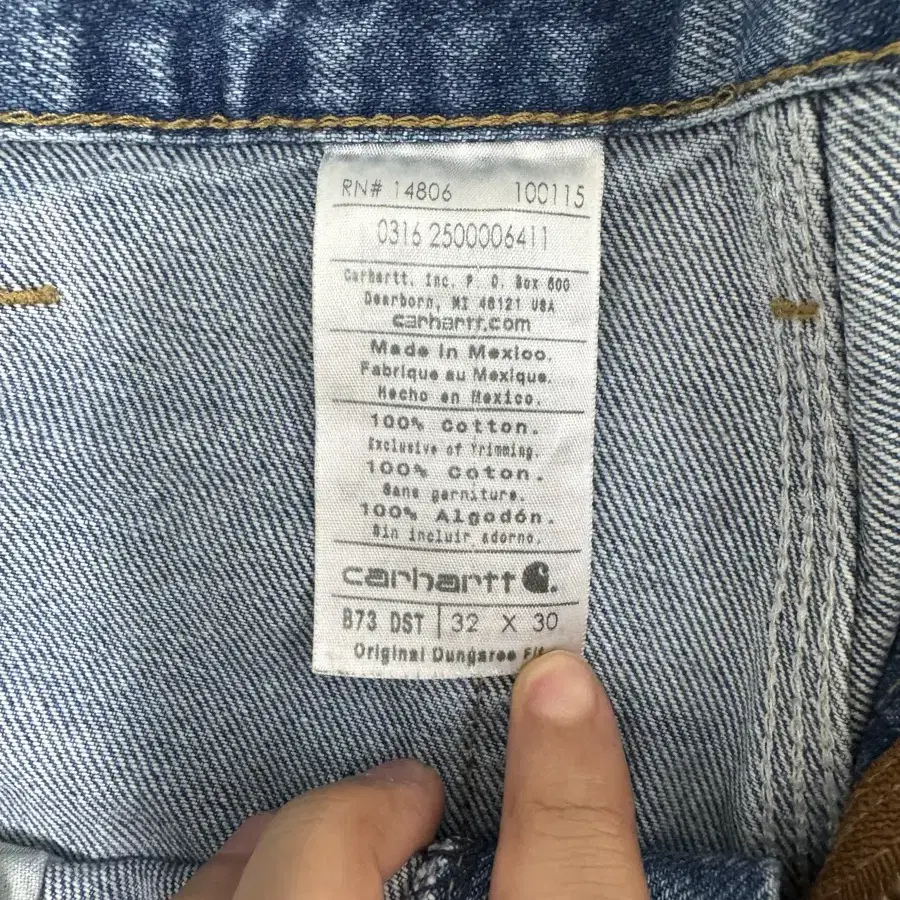 RN# 14806 100115
0316 2500006411
Carhartt, Inc. P. O. Box 600
Dearborn, MI 48121 USA
carhartt.com
Made in Mexico.
Fabrique au Mexique.
Hecho en Mexico.
100% Cotton.
Exclusive of Trimming.
100% Coton.
Sans garniture.
100% Algodón.
Sin incluir adorno.
carhartt
B73 DST 32 X 30
Original Dungaree